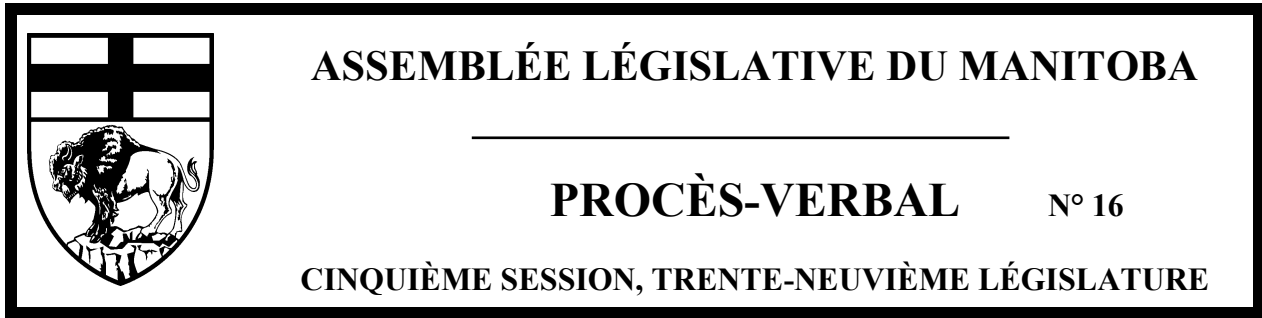 ASSEMBLÉE LÉGISLATIVE DU MANITOBA
PROCÈS-VERBAL N° 16
CINQUIÈME SESSION, TRENTE-NEUVIÈME LÉGISLATURE